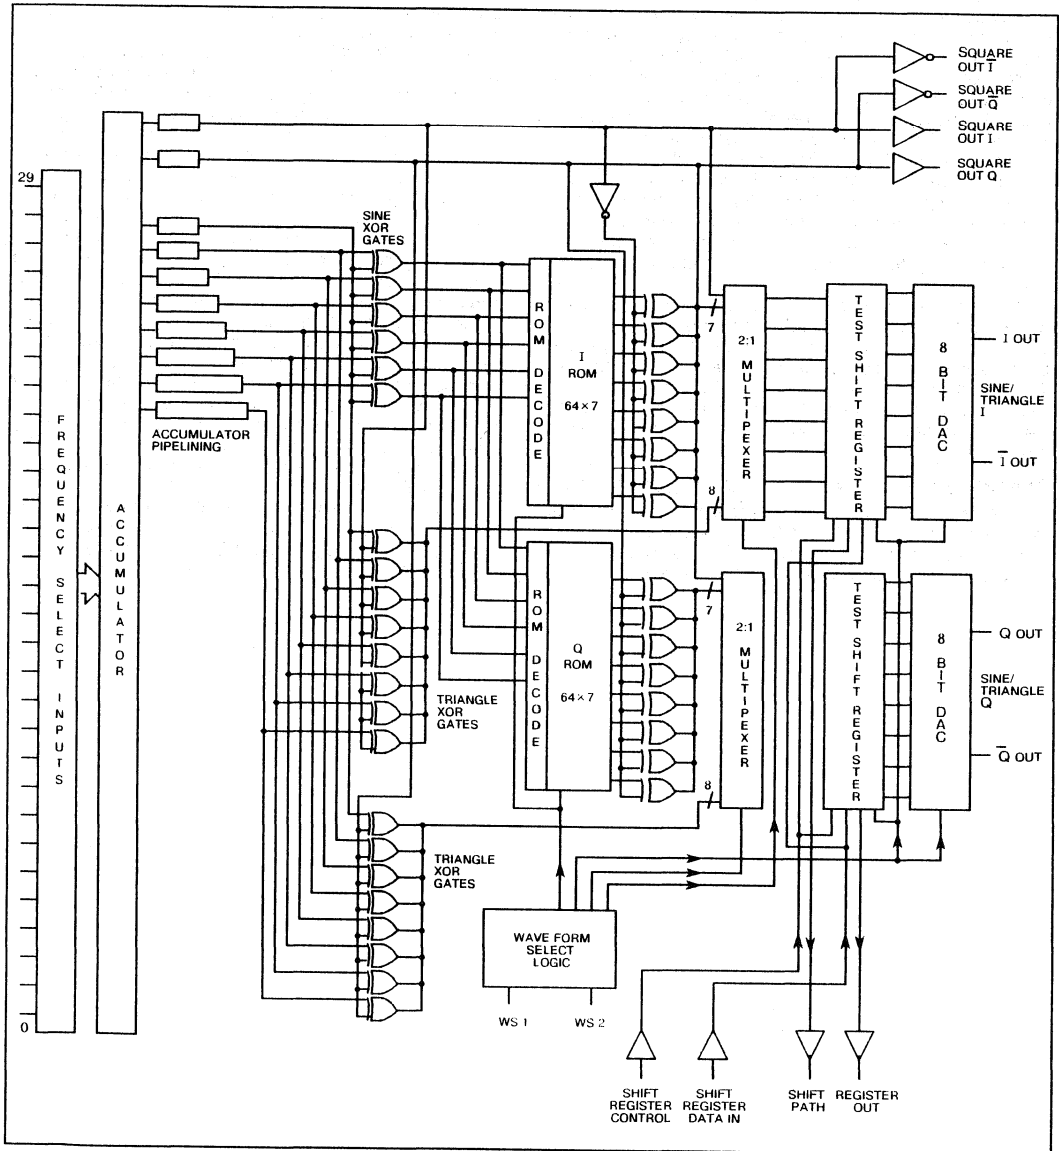 SQUARE
OUT I̅
SQUARE
OUT Q̅
SQUARE
OUT I
SQUARE
OUT Q
29
SINE
XOR
GATES
ACCUMULATOR
PIPELINING
FREQUENCY SELECT INPUTS
ACCUMULATOR
ROM DECODE
I
ROM
64×7
7
2:1
MULTIPEXER
8
TEST SHIFT REGISTER
8 BIT DAC
I OUT
SINE/
TRIANGLE
I
I̅ OUT
TRIANGLE
XOR
GATES
ROM DECODE
Q
ROM
64×7
7
2:1
MULTIPEXER
8
TEST SHIFT REGISTER
8 BIT DAC
Q OUT
SINE/
TRIANGLE
Q
Q̅ OUT
TRIANGLE
XOR
GATES
WAVE FORM
SELECT
LOGIC
0
WS 1
WS 2
SHIFT
REGISTER
CONTROL
SHIFT
REGISTER
DATA IN
SHIFT
PATH
REGISTER
OUT